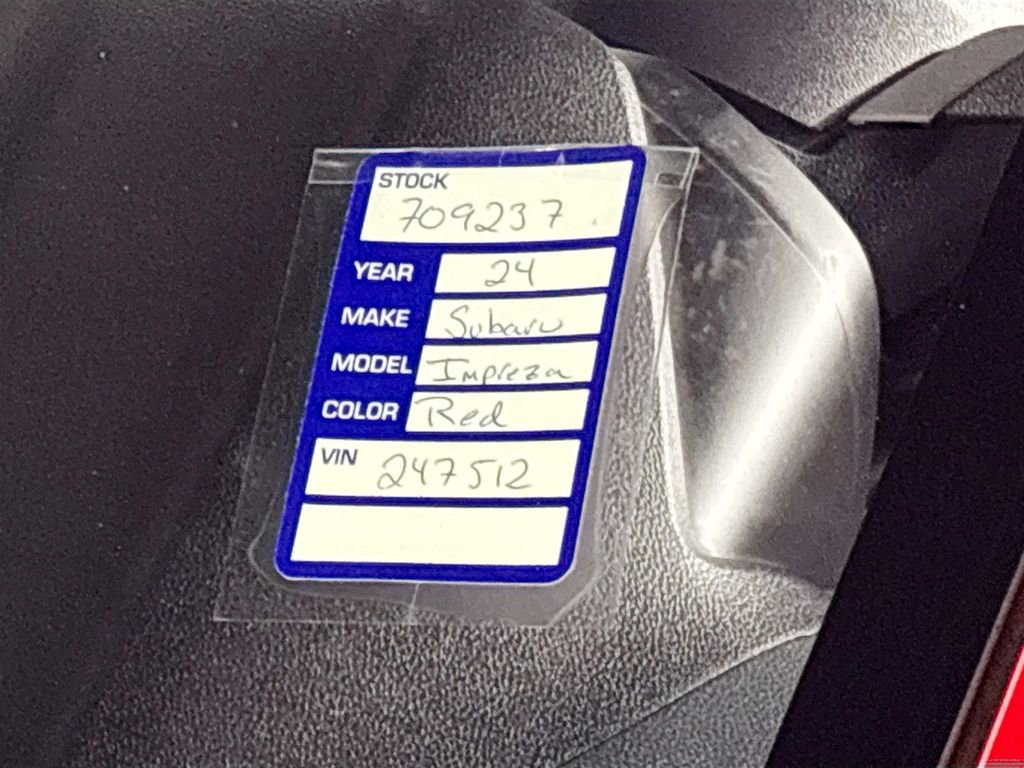 STOCK
709237
YEAR 24
MAKE Subaru
MODEL Impreza
COLOR Red
VIN 247512